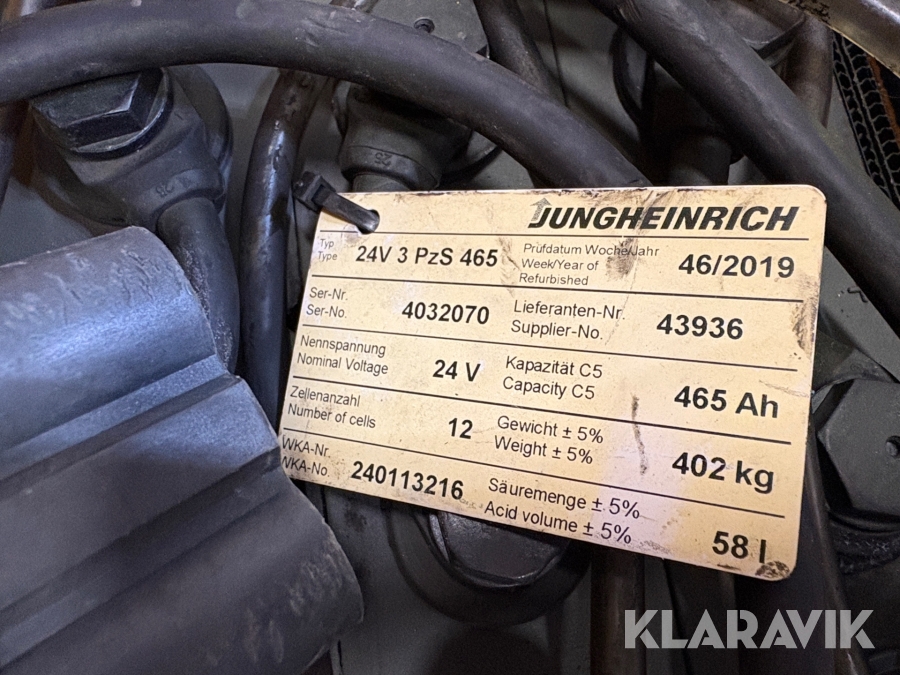 JUNGHEINRICH
Typ
Type
24V 3 PzS 465
Prüfdatum Woche/Jahr
Week/Year of
Refurbished
46/2019
Ser-Nr.
Ser-No.
4032070
Lieferanten-Nr.
Supplier-No.
43936
Nennspannung
Nominal Voltage
24 V
Kapazität C5
Capacity C5
465 Ah
Zellenanzahl
Number of cells
12
Gewicht ± 5%
Weight ± 5%
402 kg
WKA-Nr.
WKA-No.
240113216
Säuremenge ± 5%
Acid volume ± 5%
58 l
KLARAVIK